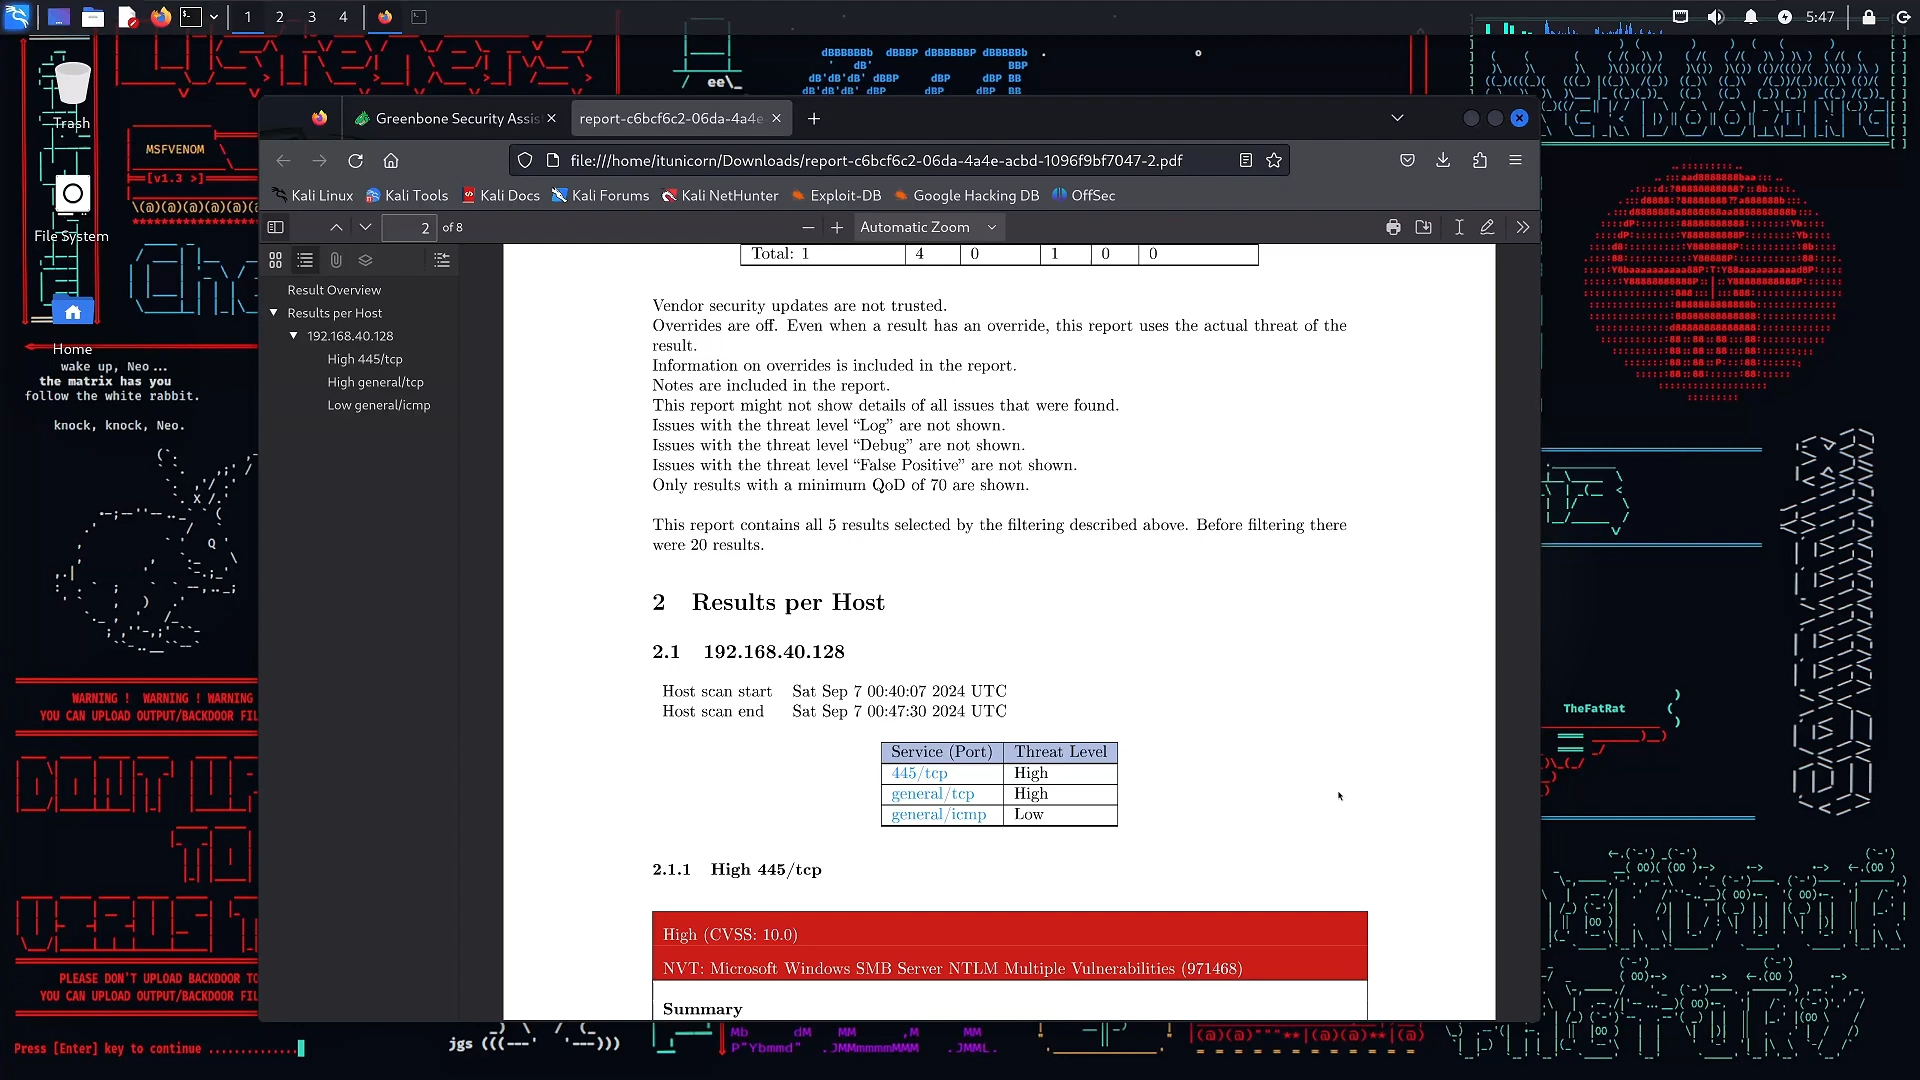 1 2 3 4
5:47
Trash
File System
Home
MSFVENOM
[v1.3 >]
wake up, Neo...
the matrix has you
follow the white rabbit.
knock, knock, Neo.
WARNING ! WARNING ! WARNING
YOU CAN UPLOAD OUTPUT/BACKDOOR FIL
PLEASE DON'T UPLOAD BACKDOOR TO
YOU CAN UPLOAD OUTPUT/BACKDOOR FIL
Press [Enter] key to continue ..............
jgs
TheFatRat
Greenbone Security Assis
report-c6bcf6c2-06da-4a4e
file:///home/itunicorn/Downloads/report-c6bcf6c2-06da-4a4e-acbd-1096f9bf7047-2.pdf
Kali Linux Kali Tools Kali Docs Kali Forums Kali NetHunter Exploit-DB Google Hacking DB OffSec
2 of 8
Automatic Zoom
Result Overview
Results per Host
192.168.40.128
High 445/tcp
High general/tcp
Low general/icmp
Total: 1 4 0 1 0 0
Vendor security updates are not trusted.
Overrides are off. Even when a result has an override, this report uses the actual threat of the
result.
Information on overrides is included in the report.
Notes are included in the report.
This report might not show details of all issues that were found.
Issues with the threat level “Log” are not shown.
Issues with the threat level “Debug” are not shown.
Issues with the threat level “False Positive” are not shown.
Only results with a minimum QoD of 70 are shown.
This report contains all 5 results selected by the filtering described above. Before filtering there
were 20 results.
2 Results per Host
2.1 192.168.40.128
Host scan start Sat Sep 7 00:40:07 2024 UTC
Host scan end Sat Sep 7 00:47:30 2024 UTC
Service (Port) Threat Level
445/tcp High
general/tcp High
general/icmp Low
2.1.1 High 445/tcp
High (CVSS: 10.0)
NVT: Microsoft Windows SMB Server NTLM Multiple Vulnerabilities (971468)
Summary